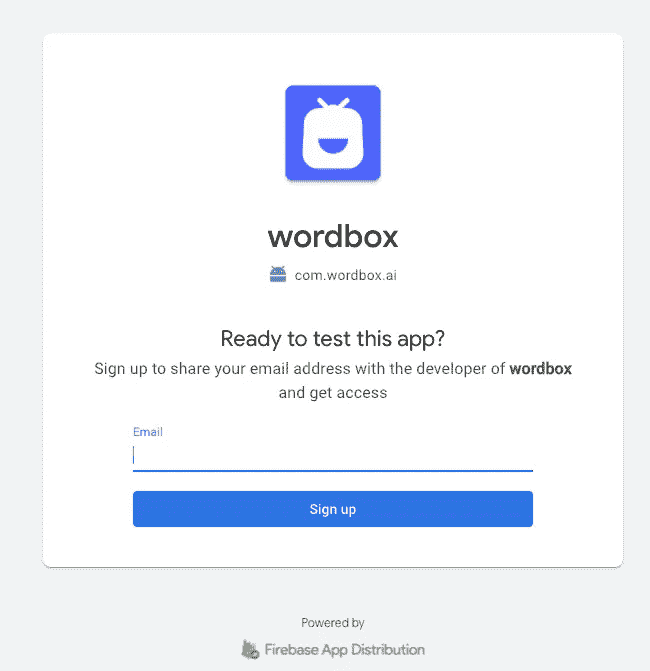 wordbox
com.wordbox.ai
Ready to test this app?
Sign up to share your email address with the developer of wordbox
and get access
Email
Sign up
Powered by
Firebase App Distribution